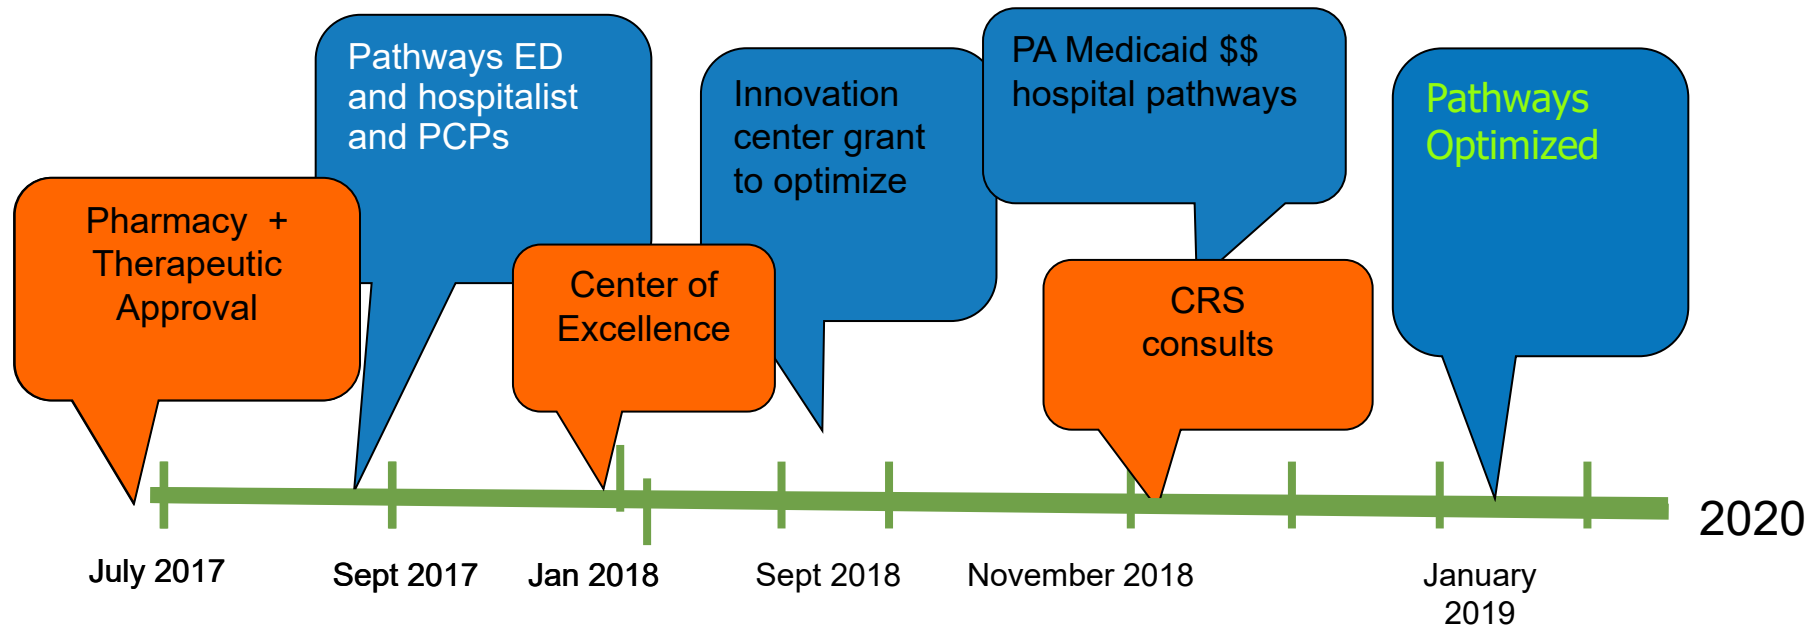 Pharmacy +
Therapeutic
Approval
Pathways ED
and hospitalist
and PCPs
Center of
Excellence
Innovation
center grant
to optimize
PA Medicaid $$
hospital pathways
CRS
consults
Pathways
Optimized
July 2017
Sept 2017
Jan 2018
Sept 2018
November 2018
January
2019
2020